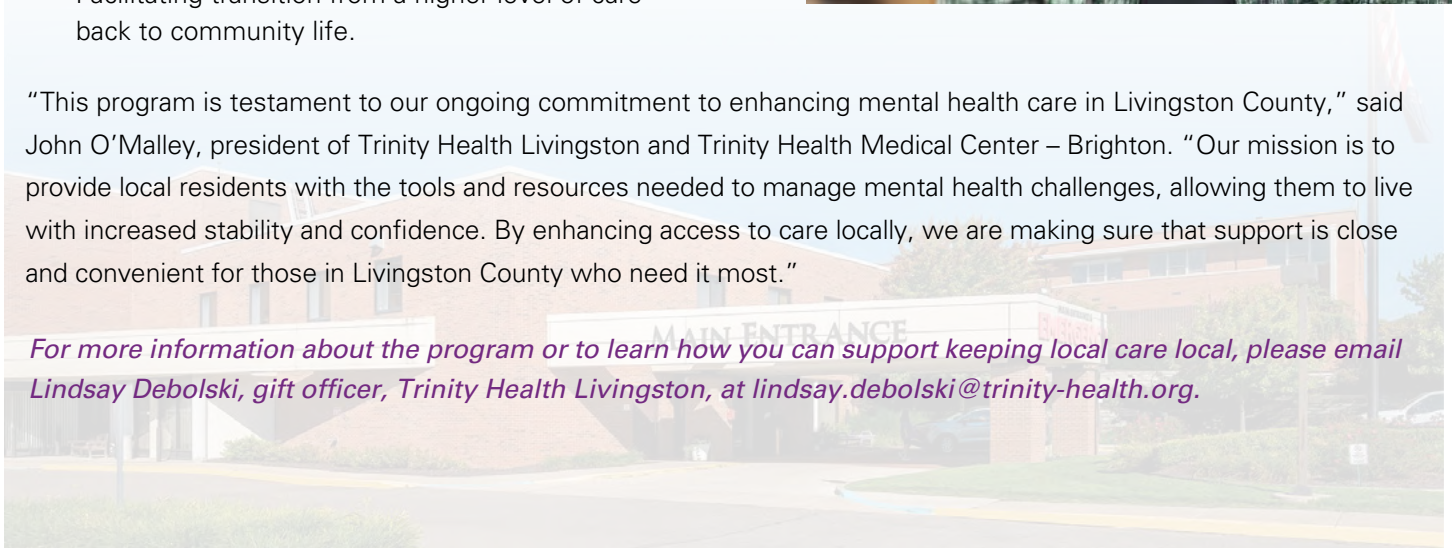 Facilitating transition from a higher level of care
back to community life.
“This program is testament to our ongoing commitment to enhancing mental health care in Livingston County,” said
John O’Malley, president of Trinity Health Livingston and Trinity Health Medical Center – Brighton. “Our mission is to
provide local residents with the tools and resources needed to manage mental health challenges, allowing them to live
with increased stability and confidence. By enhancing access to care locally, we are making sure that support is close
and convenient for those in Livingston County who need it most.”
MAIN ENTRANCE
For more information about the program or to learn how you can support keeping local care local, please email
Lindsay Debolski, gift officer, Trinity Health Livingston, at lindsay.debolski@trinity-health.org.